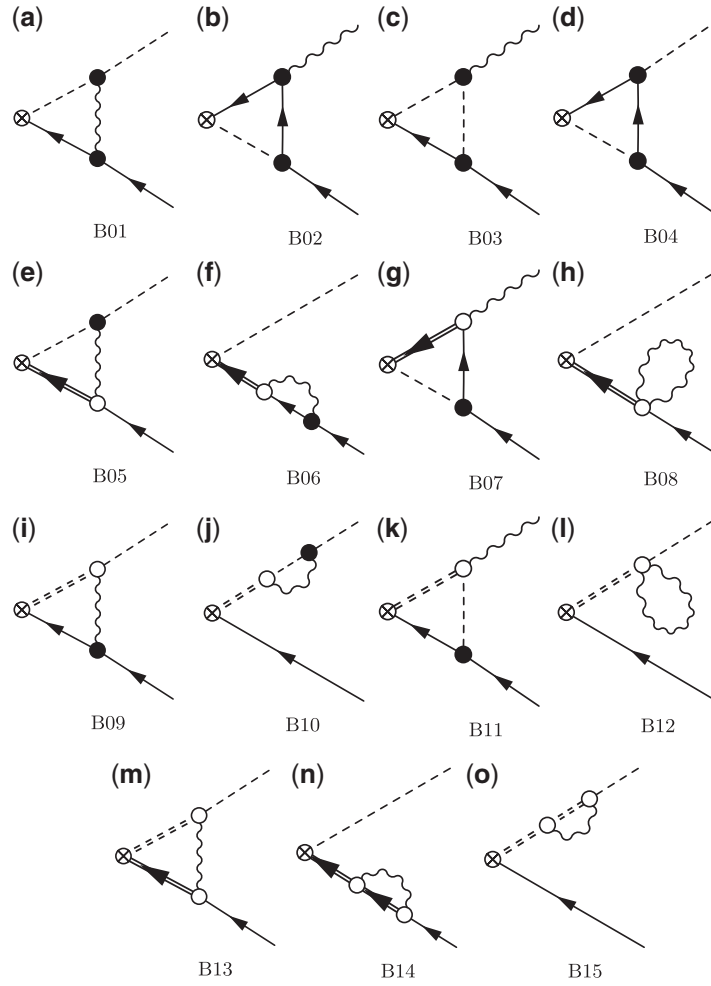 (a) (b) (c) (d)
B01 B02 B03 B04
(e) (f) (g) (h)
B05 B06 B07 B08
(i) (j) (k) (l)
B09 B10 B11 B12
(m) (n) (o)
B13 B14 B15